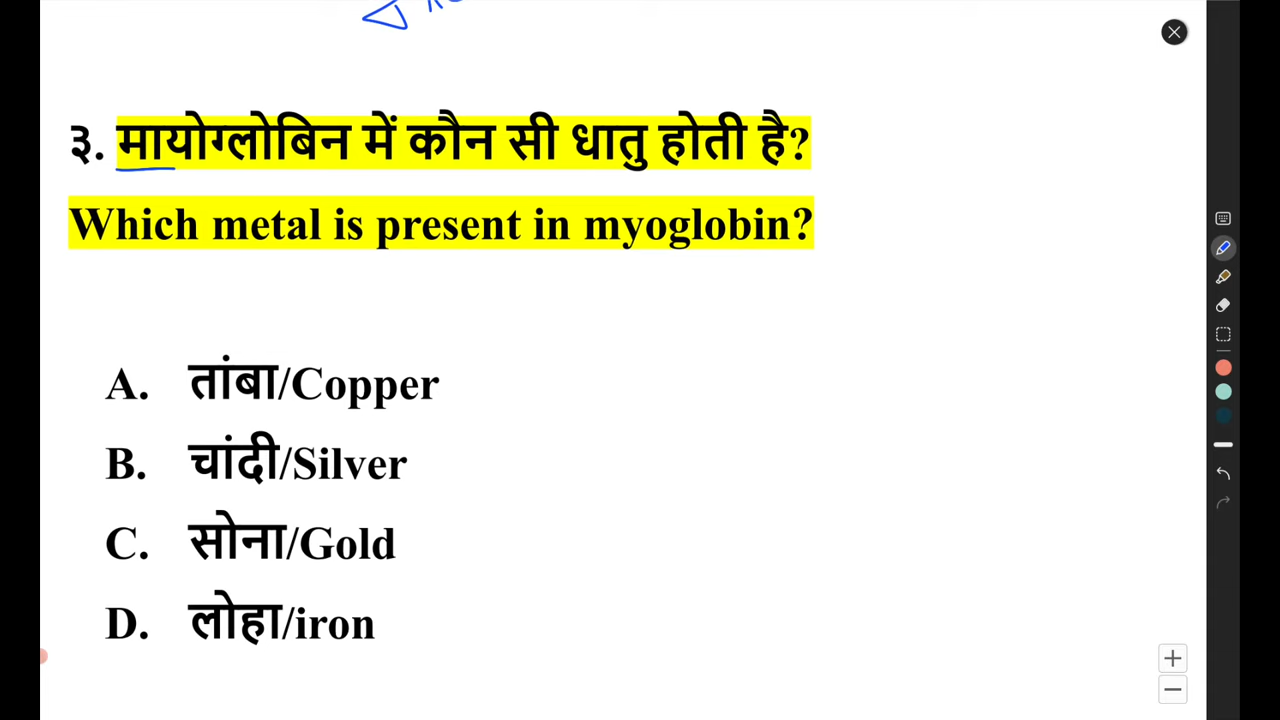 ३. मायोग्लोबिन में कौन सी धातु होती है?
Which metal is present in myoglobin?
A. तांबा/Copper
B. चांदी/Silver
C. सोना/Gold
D. लोहा/iron